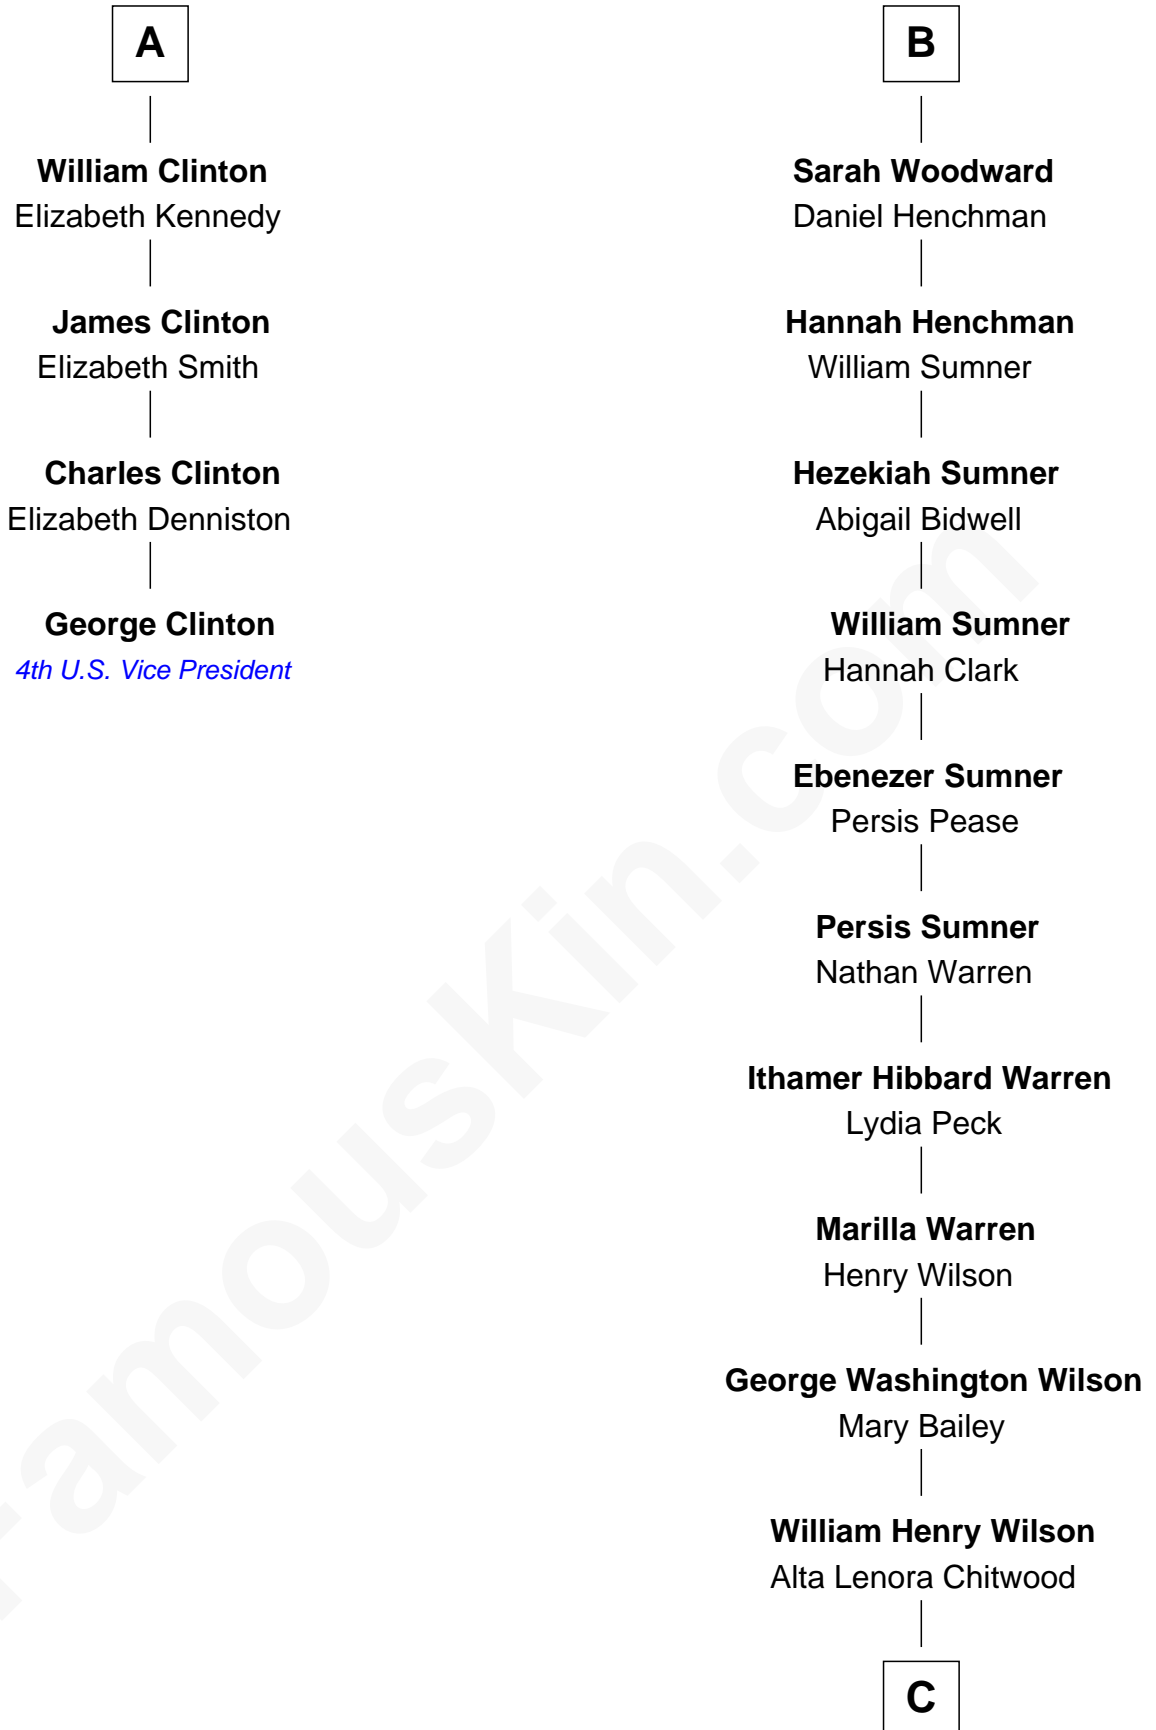 A
William Clinton
Elizabeth Kennedy
James Clinton
Elizabeth Smith
Charles Clinton
Elizabeth Denniston
George Clinton
4th U.S. Vice President
B
Sarah Woodward
Daniel Henchman
Hannah Henchman
William Sumner
Hezekiah Sumner
Abigail Bidwell
William Sumner
Hannah Clark
Ebenezer Sumner
Persis Pease
Persis Sumner
Nathan Warren
Ithamer Hibbard Warren
Lydia Peck
Marilla Warren
Henry Wilson
George Washington Wilson
Mary Bailey
William Henry Wilson
Alta Lenora Chitwood
C
FamousKin.com